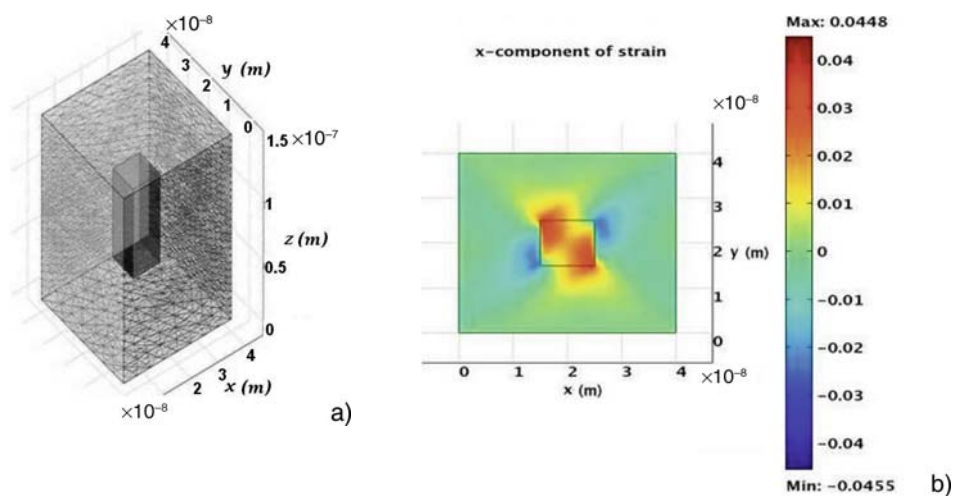 ×10⁻⁸
4
3
2
1
0
y (m)
1.5 ×10⁻⁷
1
z (m)
0.5
0
4
3
2
x (m)
×10⁻⁸
a)
x-component of strain
×10⁻⁸
4
3
2 y (m)
1
0
0 1 2 3 4 ×10⁻⁸
x (m)
Max: 0.0448
0.04
0.03
0.02
0.01
0
−0.01
−0.02
−0.03
−0.04
Min: −0.0455
b)